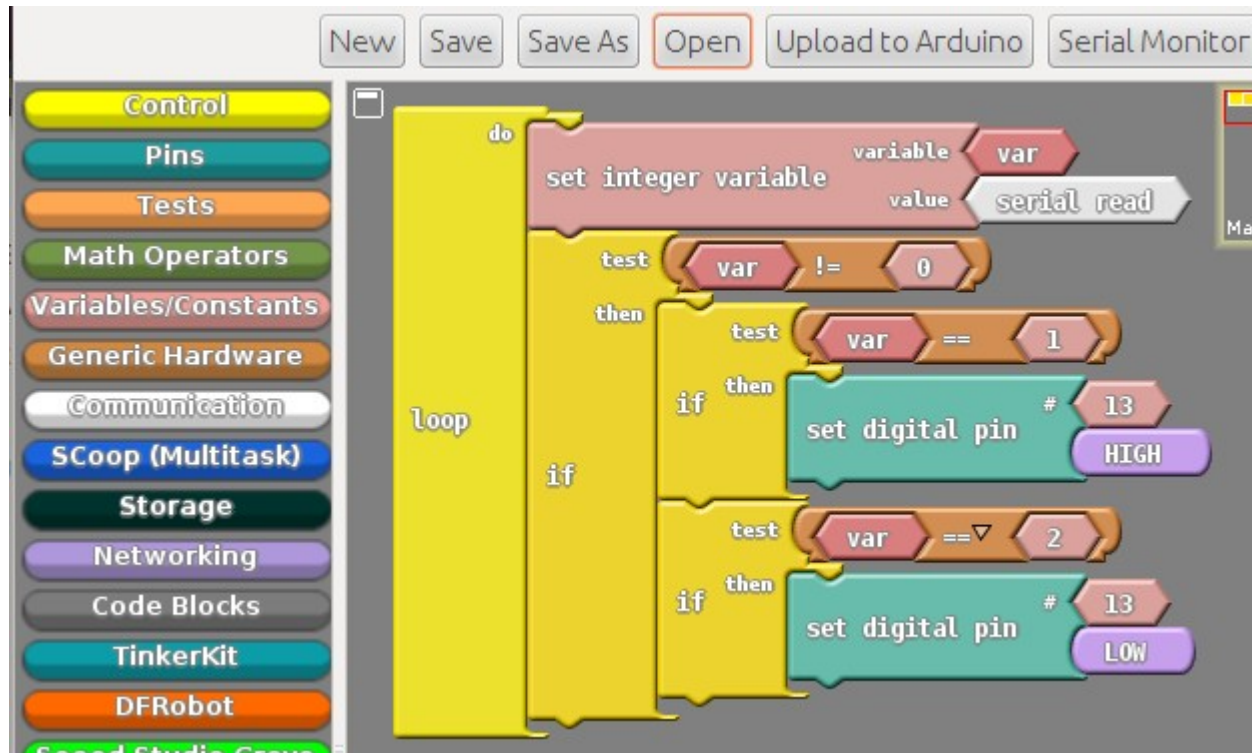 New Save Save As Open Upload to Arduino Serial Monitor
Control
Pins
Tests
Math Operators
Variables/Constants
Generic Hardware
Communication
SCoop (Multitask)
Storage
Networking
Code Blocks
TinkerKit
DFRobot
do
variable var
set integer variable
value serial read
test var != 0
then
test var == 1
if then
set digital pin # 13
HIGH
loop
if
test var == 2
if then
set digital pin # 13
LOW